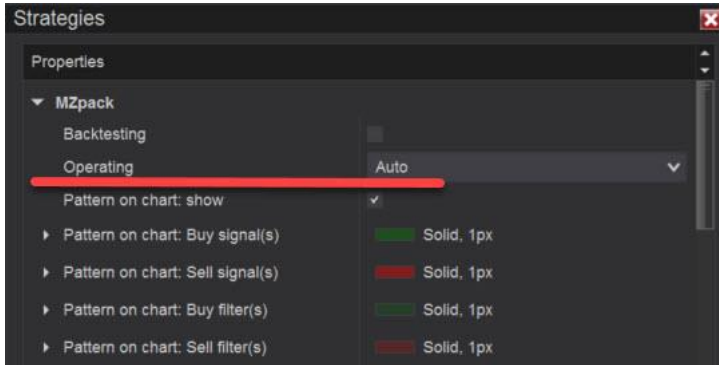 Strategies
Properties
MZpack
Backtesting
Operating Auto
Pattern on chart: show
Pattern on chart: Buy signal(s) Solid, 1px
Pattern on chart: Sell signal(s) Solid, 1px
Pattern on chart: Buy filter(s) Solid, 1px
Pattern on chart: Sell filter(s) Solid, 1px